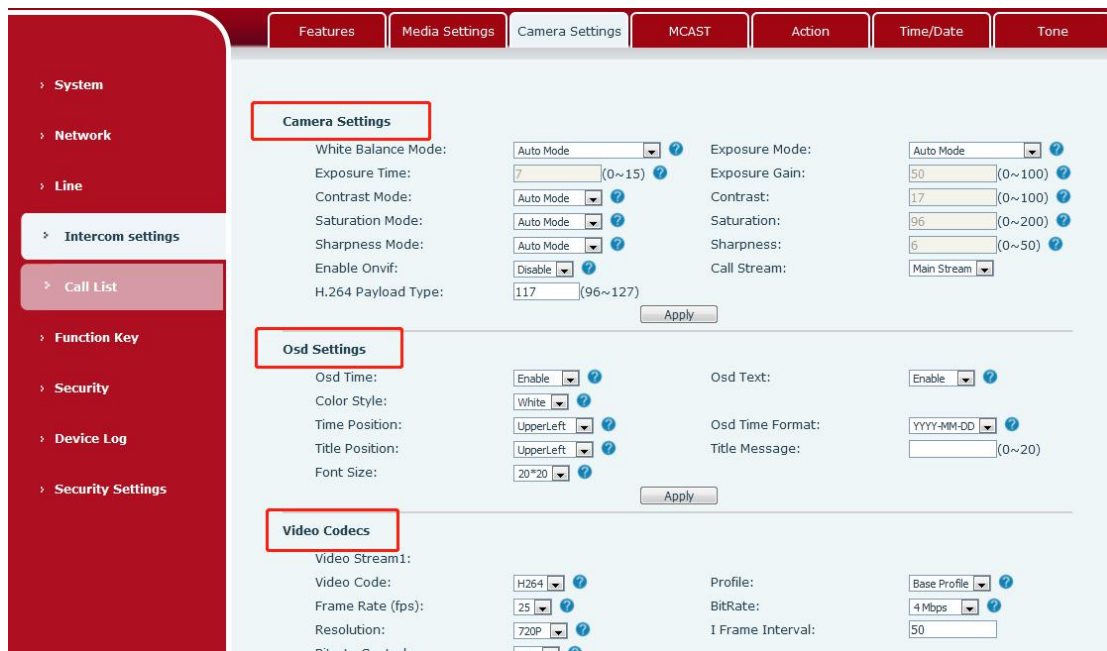 Features Media Settings Camera Settings MCAST Action Time/Date Tone
› System
› Network
› Line
› Intercom settings
› Call List
› Function Key
› Security
› Device Log
› Security Settings
Camera Settings
White Balance Mode: Auto Mode ? Exposure Mode: Auto Mode ?
Exposure Time: 7 (0~15) ? Exposure Gain: 50 (0~100) ?
Contrast Mode: Auto Mode ? Contrast: 17 (0~100) ?
Saturation Mode: Auto Mode ? Saturation: 96 (0~200) ?
Sharpness Mode: Auto Mode ? Sharpness: 6 (0~50) ?
Enable Onvif: Disable ? Call Stream: Main Stream
H.264 Payload Type: 117 (96~127)
Apply
Osd Settings
Osd Time: Enable ? Osd Text: Enable ?
Color Style: White ?
Time Position: UpperLeft ? Osd Time Format: YYYY-MM-DD ?
Title Position: UpperLeft ? Title Message: (0~20)
Font Size: 20*20 ?
Apply
Video Codecs
Video Stream1:
Video Code: H264 ? Profile: Base Profile ?
Frame Rate (fps): 25 ? BitRate: 4 Mbps ?
Resolution: 720P ? I Frame Interval: 50